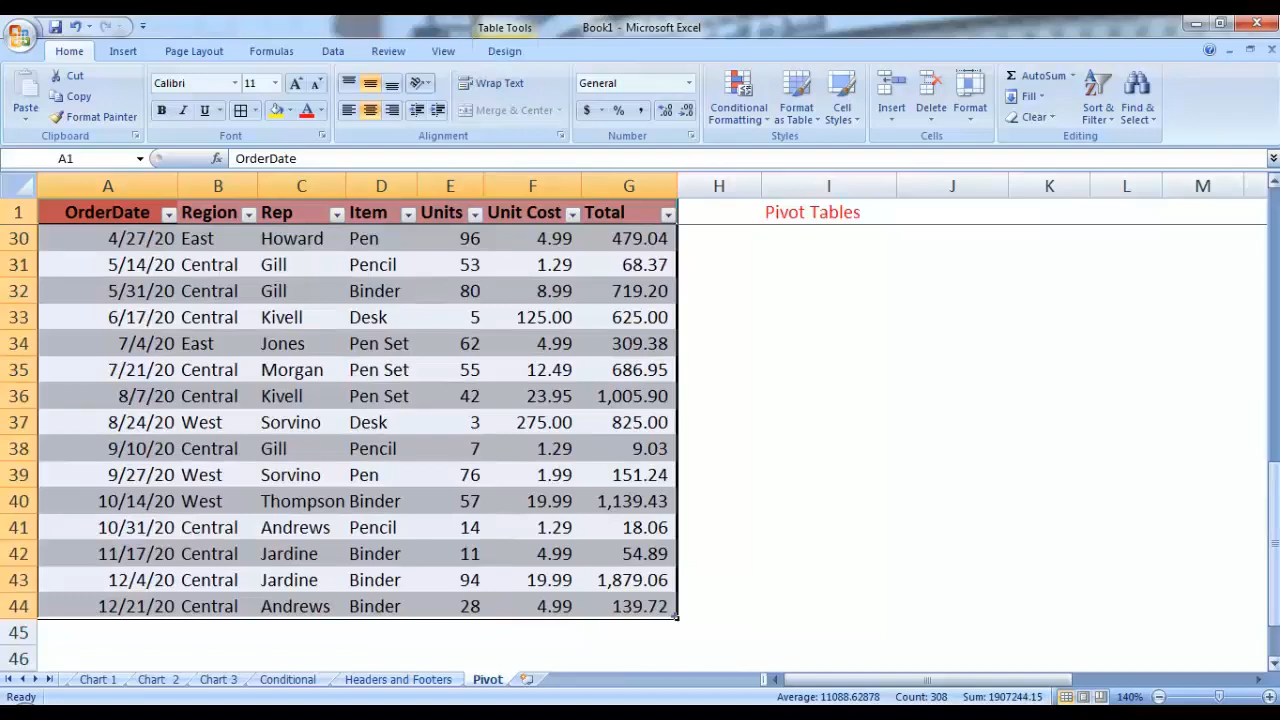 Table Tools
Book1 - Microsoft Excel
Home Insert Page Layout Formulas Data Review View Design
Paste
Cut
Copy
Format Painter
Clipboard
Calibri 11
B I U
Font
Wrap Text
Merge & Center
Alignment
General
$ % ,
Number
Conditional Formatting
Format as Table
Cell Styles
Styles
Insert
Delete
Format
Cells
AutoSum
Fill
Clear
Sort & Filter
Find & Select
Editing
A1 fx OrderDate
A B C D E F G H I J K L M
1 OrderDate Region Rep Item Units Unit Cost Total Pivot Tables
30 4/27/20 East Howard Pen 96 4.99 479.04
31 5/14/20 Central Gill Pencil 53 1.29 68.37
32 5/31/20 Central Gill Binder 80 8.99 719.20
33 6/17/20 Central Kivell Desk 5 125.00 625.00
34 7/4/20 East Jones Pen Set 62 4.99 309.38
35 7/21/20 Central Morgan Pen Set 55 12.49 686.95
36 8/7/20 Central Kivell Pen Set 42 23.95 1,005.90
37 8/24/20 West Sorvino Desk 3 275.00 825.00
38 9/10/20 Central Gill Pencil 7 1.29 9.03
39 9/27/20 West Sorvino Pen 76 1.99 151.24
40 10/14/20 West Thompson Binder 57 19.99 1,139.43
41 10/31/20 Central Andrews Pencil 14 1.29 18.06
42 11/17/20 Central Jardine Binder 11 4.99 54.89
43 12/4/20 Central Jardine Binder 94 19.99 1,879.06
44 12/21/20 Central Andrews Binder 28 4.99 139.72
45
46
Chart 1 Chart 2 Chart 3 Conditional Headers and Footers Pivot
Ready Average: 11088.62878 Count: 308 Sum: 1907244.15 140%